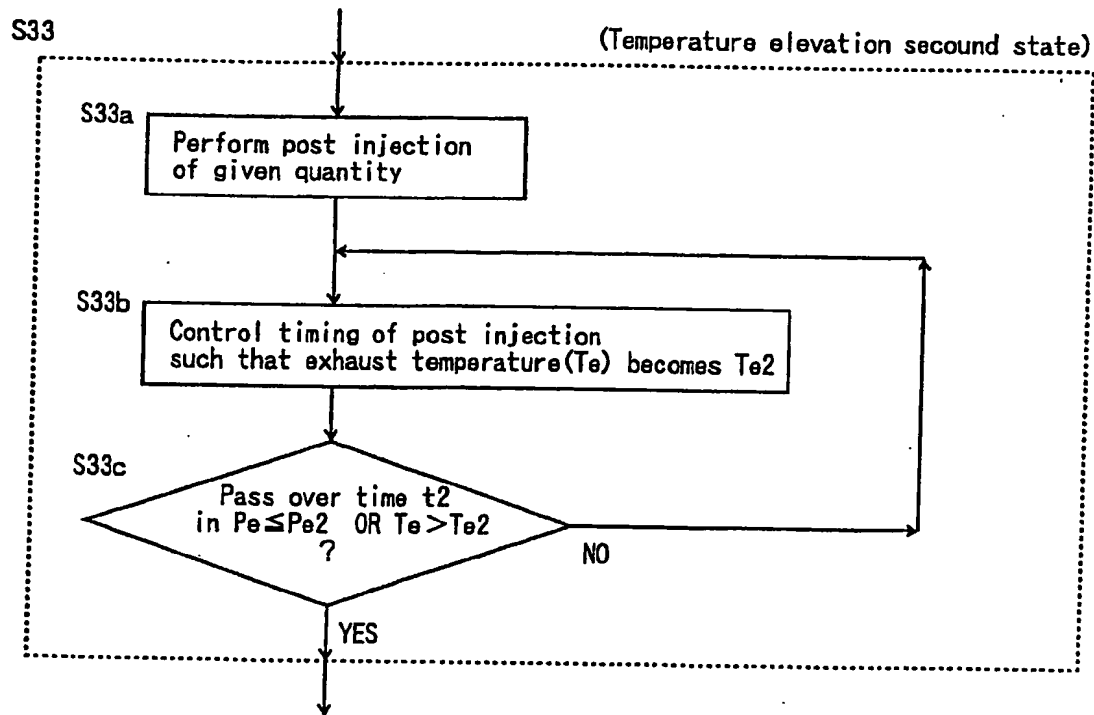 S33
(Temperature elevation secound state)
S33a
Perform post injection
of given quantity
S33b
Control timing of post injection
such that exhaust temperature(Te) becomes Te2
S33c
Pass over time t2
in Pe≦Pe2 OR Te>Te2
?
NO
YES